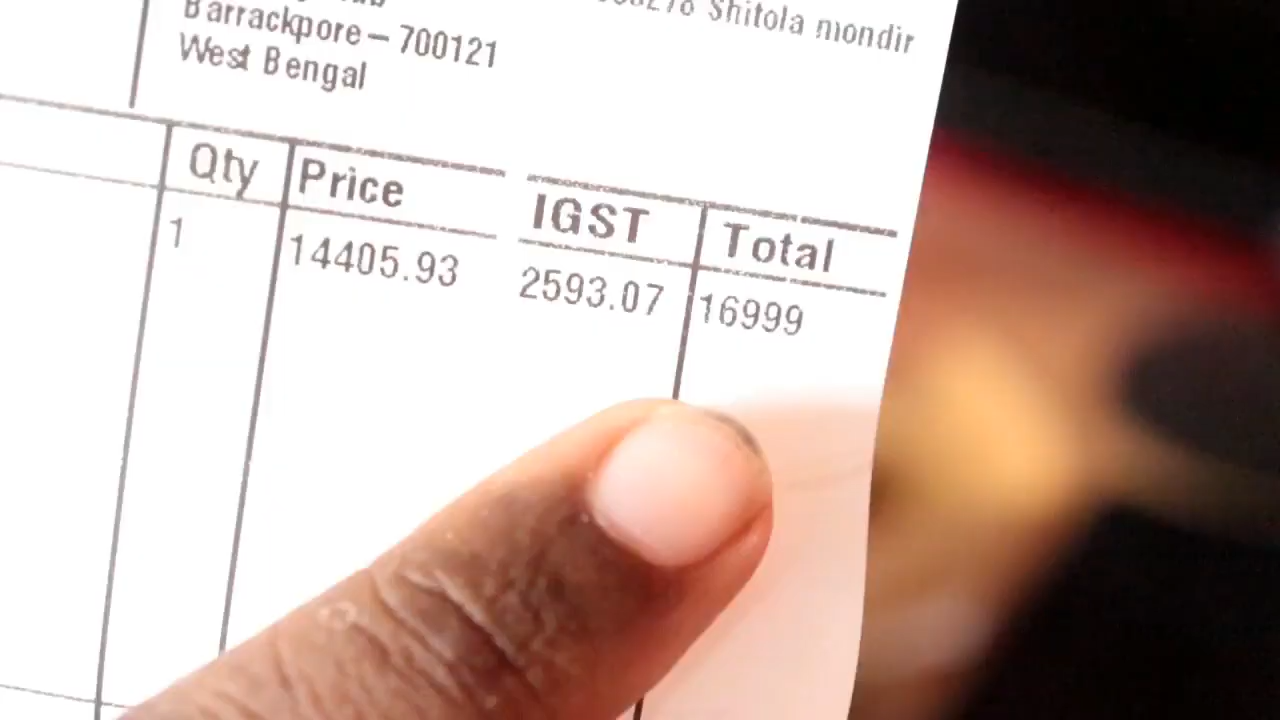 Barrackpore – 700121
West Bengal
Shitola mondir
Qty Price IGST Total
1 14405.93 2593.07 16999